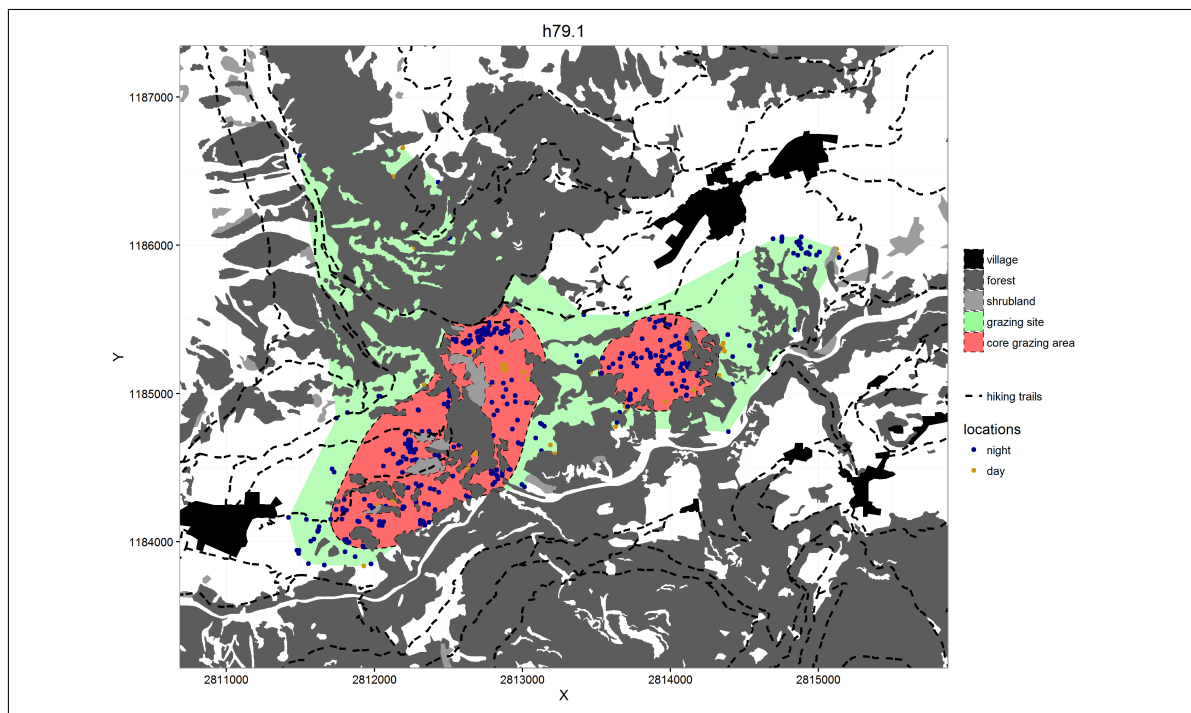 h79.1
1187000
1186000
1185000
1184000
Y
2811000 2812000 2813000 2814000 2815000
X
village
forest
shrubland
grazing site
core grazing area
hiking trails
locations
night
day